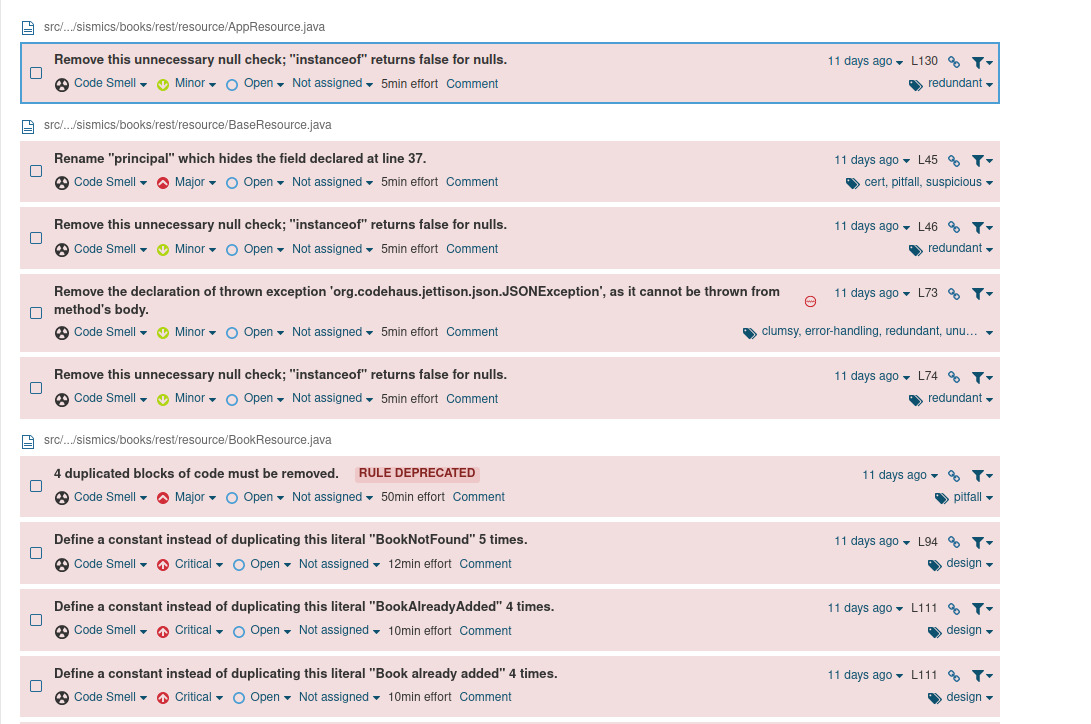 src/.../sismics/books/rest/resource/AppResource.java
Remove this unnecessary null check; "instanceof" returns false for nulls.
11 days ago L130
Code Smell Minor Open Not assigned 5min effort Comment
redundant
src/.../sismics/books/rest/resource/BaseResource.java
Rename "principal" which hides the field declared at line 37.
11 days ago L45
Code Smell Major Open Not assigned 5min effort Comment
cert, pitfall, suspicious
Remove this unnecessary null check; "instanceof" returns false for nulls.
11 days ago L46
Code Smell Minor Open Not assigned 5min effort Comment
redundant
Remove the declaration of thrown exception 'org.codehaus.jettison.json.JSONException', as it cannot be thrown from
method's body.
11 days ago L73
Code Smell Minor Open Not assigned 5min effort Comment
clumsy, error-handling, redundant, unu...
Remove this unnecessary null check; "instanceof" returns false for nulls.
11 days ago L74
Code Smell Minor Open Not assigned 5min effort Comment
redundant
src/.../sismics/books/rest/resource/BookResource.java
4 duplicated blocks of code must be removed. RULE DEPRECATED
11 days ago
Code Smell Major Open Not assigned 50min effort Comment
pitfall
Define a constant instead of duplicating this literal "BookNotFound" 5 times.
11 days ago L94
Code Smell Critical Open Not assigned 12min effort Comment
design
Define a constant instead of duplicating this literal "BookAlreadyAdded" 4 times.
11 days ago L111
Code Smell Critical Open Not assigned 10min effort Comment
design
Define a constant instead of duplicating this literal "Book already added" 4 times.
11 days ago L111
Code Smell Critical Open Not assigned 10min effort Comment
design